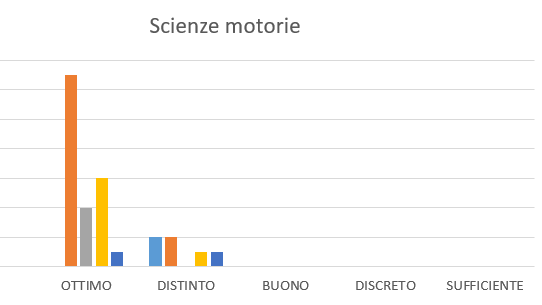 Scienze motorie
OTTIMO DISTINTO BUONO DISCRETO SUFFICIENTE